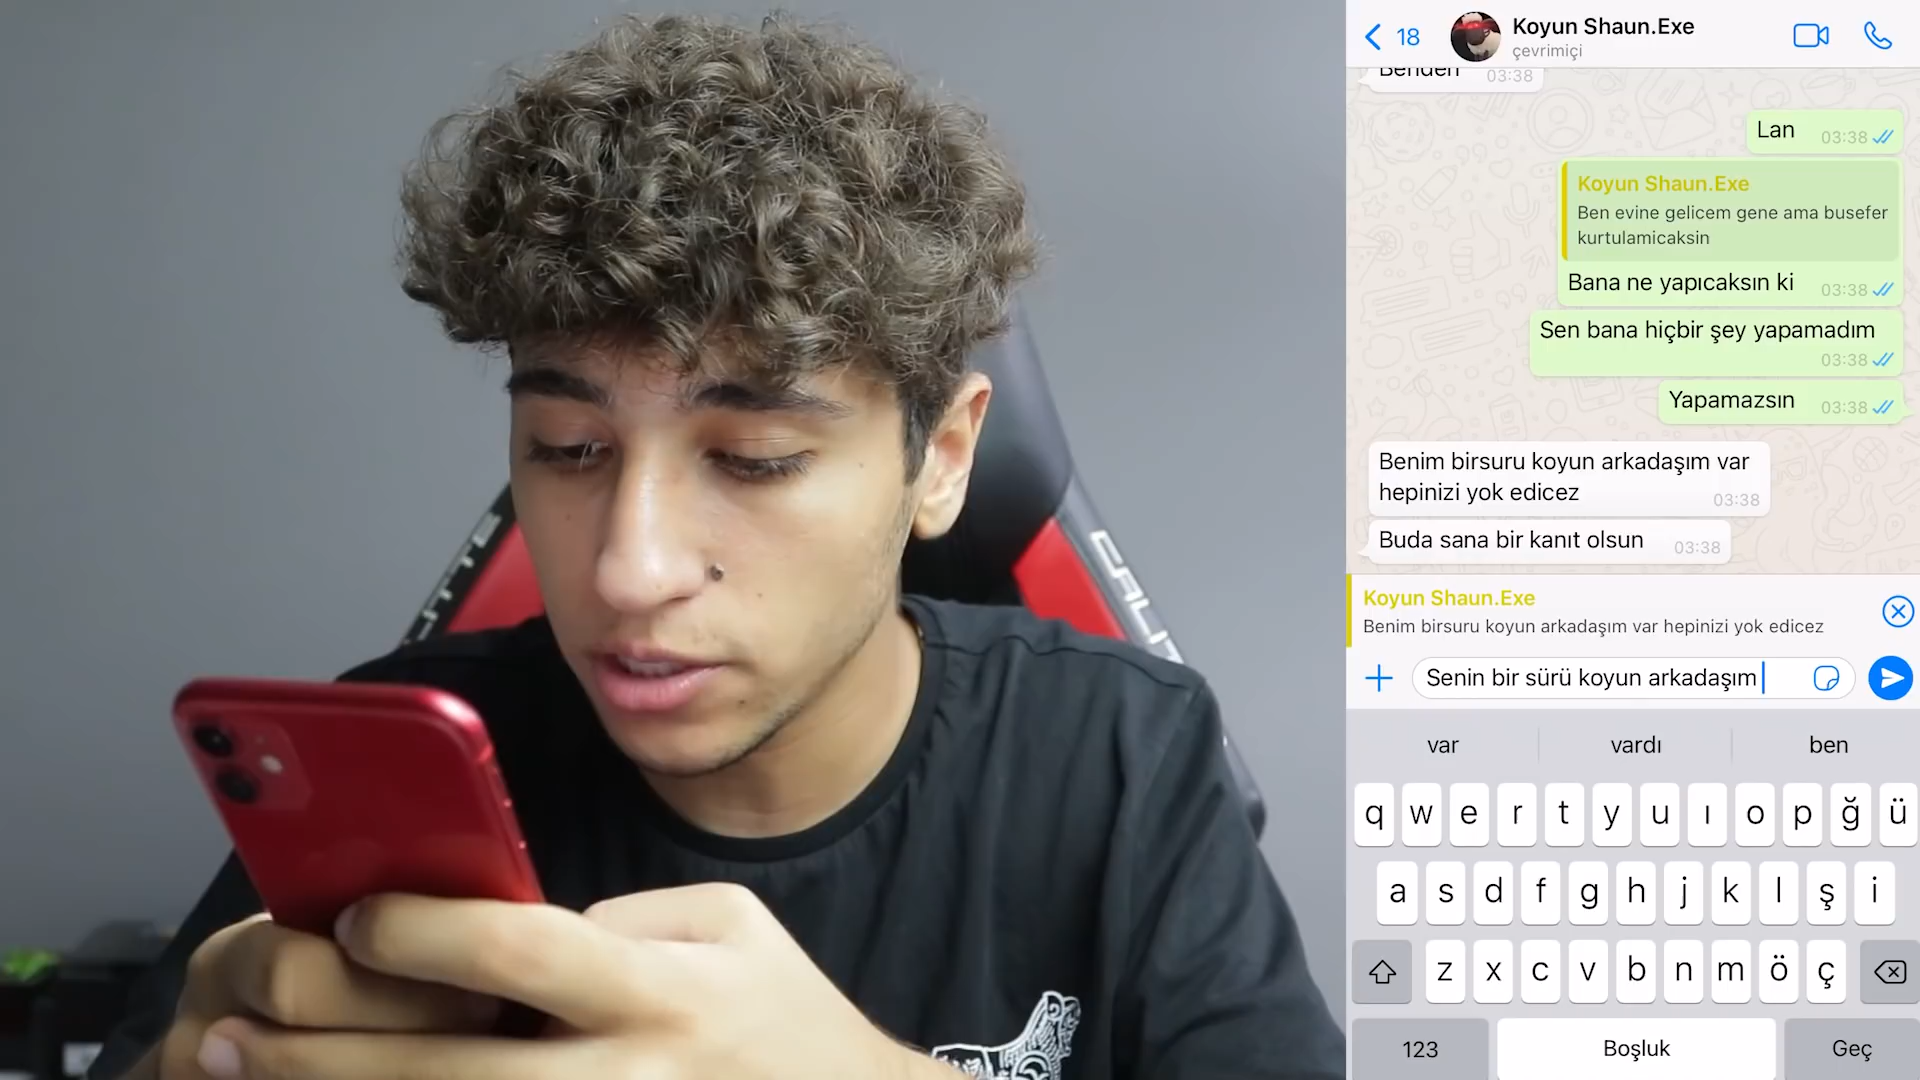 18
Koyun Shaun.Exe
çevrimiçi
Benden 03:38
Lan 03:38
Koyun Shaun.Exe
Ben evine gelicem gene ama busefer
kurtulamicaksin
Bana ne yapıcaksın ki 03:38
Sen bana hiçbir şey yapamadım
03:38
Yapamazsın 03:38
Benim birsuru koyun arkadaşım var
hepinizi yok edicez 03:38
Buda sana bir kanıt olsun 03:38
Koyun Shaun.Exe
Benim birsuru koyun arkadaşım var hepinizi yok edicez
Senin bir sürü koyun arkadaşım
var vardı ben
q w e r t y u ı o p ğ ü
a s d f g h j k l ş i
z x c v b n m ö ç
123 Boşluk Geç